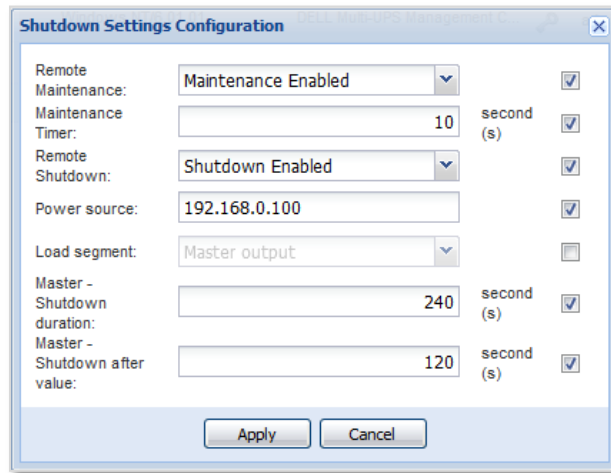 DELL Multi-UPS Management C...
Shutdown Settings Configuration
Remote
Maintenance:
Maintenance Enabled
Maintenance
Timer:
10
second
(s)
Remote
Shutdown:
Shutdown Enabled
Power source:
192.168.0.100
Load segment:
Master output
Master -
Shutdown
duration:
240
second
(s)
Master -
Shutdown after
value:
120
second
(s)
Apply
Cancel